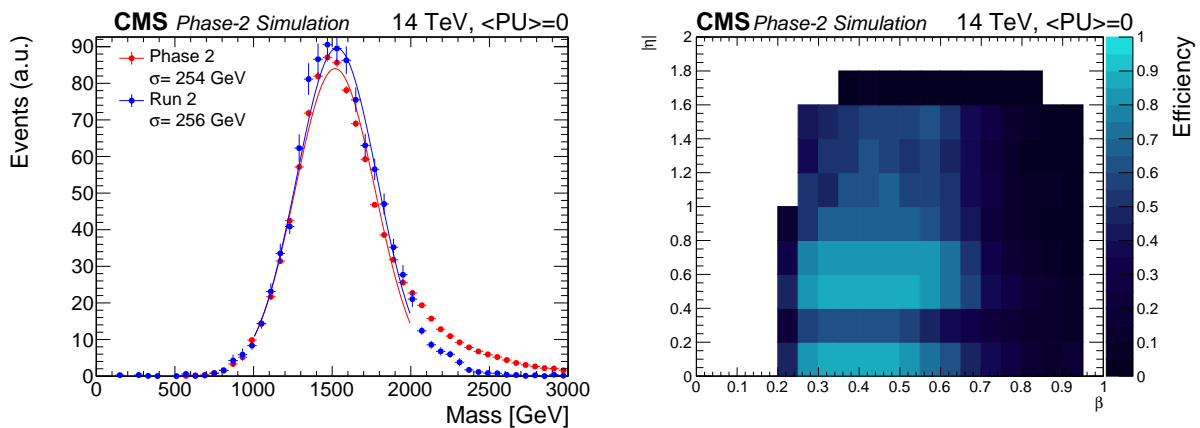 CMS Phase-2 Simulation 14 TeV, <PU>=0
Events (a.u.)
90
80
70
60
50
40
30
20
10
0
Phase 2
σ= 254 GeV
Run 2
σ= 256 GeV
0 500 1000 1500 2000 2500 3000
Mass [GeV]
CMS Phase-2 Simulation 14 TeV, <PU>=0
|η|
2
1.8
1.6
1.4
1.2
1
0.8
0.6
0.4
0.2
0
0 0.1 0.2 0.3 0.4 0.5 0.6 0.7 0.8 0.9 1
β
1
0.9
0.8
0.7
0.6
0.5
0.4
0.3
0.2
0.1
0
Efficiency